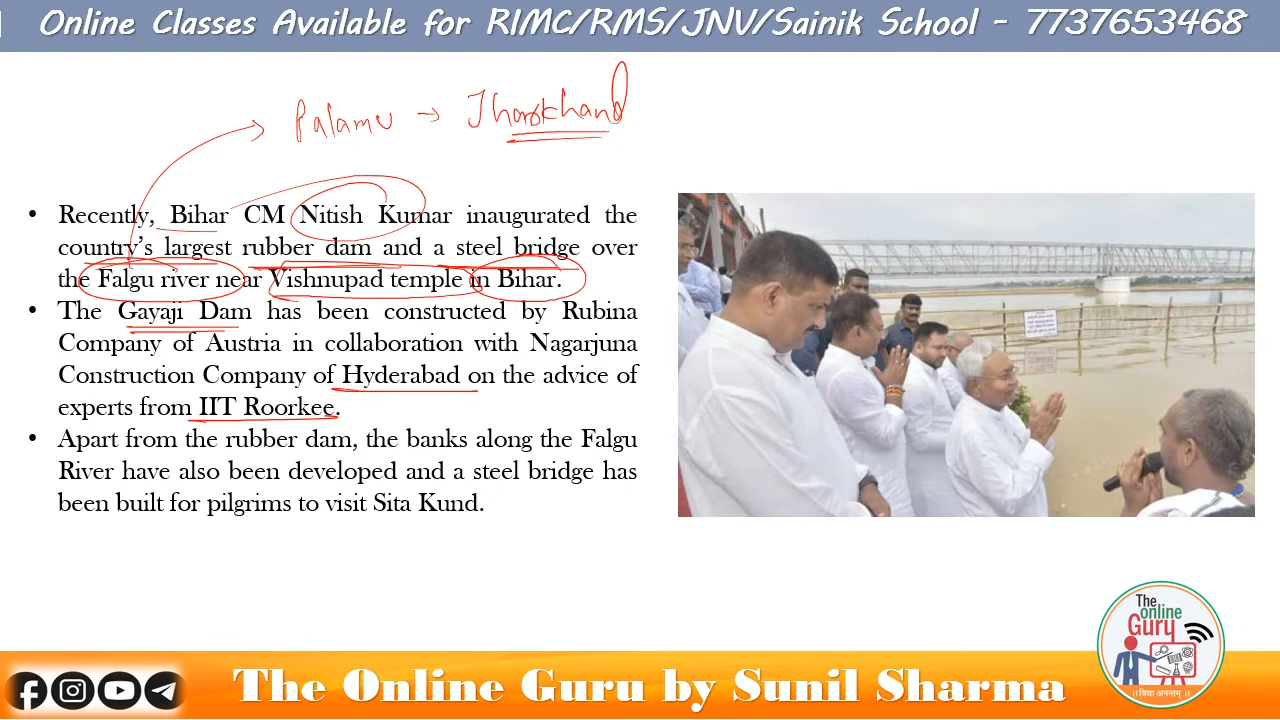 Online Classes Available for RIMC/RMS/JNV/Sainik School - 7737653468
Palamu → Jharkhand
• Recently, Bihar CM Nitish Kumar inaugurated the
country's largest rubber dam and a steel bridge over
the Falgu river near Vishnupad temple in Bihar.
• The Gayaji Dam has been constructed by Rubina
Company of Austria in collaboration with Nagarjuna
Construction Company of Hyderabad on the advice of
experts from IIT Roorkee.
• Apart from the rubber dam, the banks along the Falgu
River have also been developed and a steel bridge has
been built for pilgrims to visit Sita Kund.
The
online
Guru
।। विद्या अनन्तम् ।।
The Online Guru by Sunil Sharma